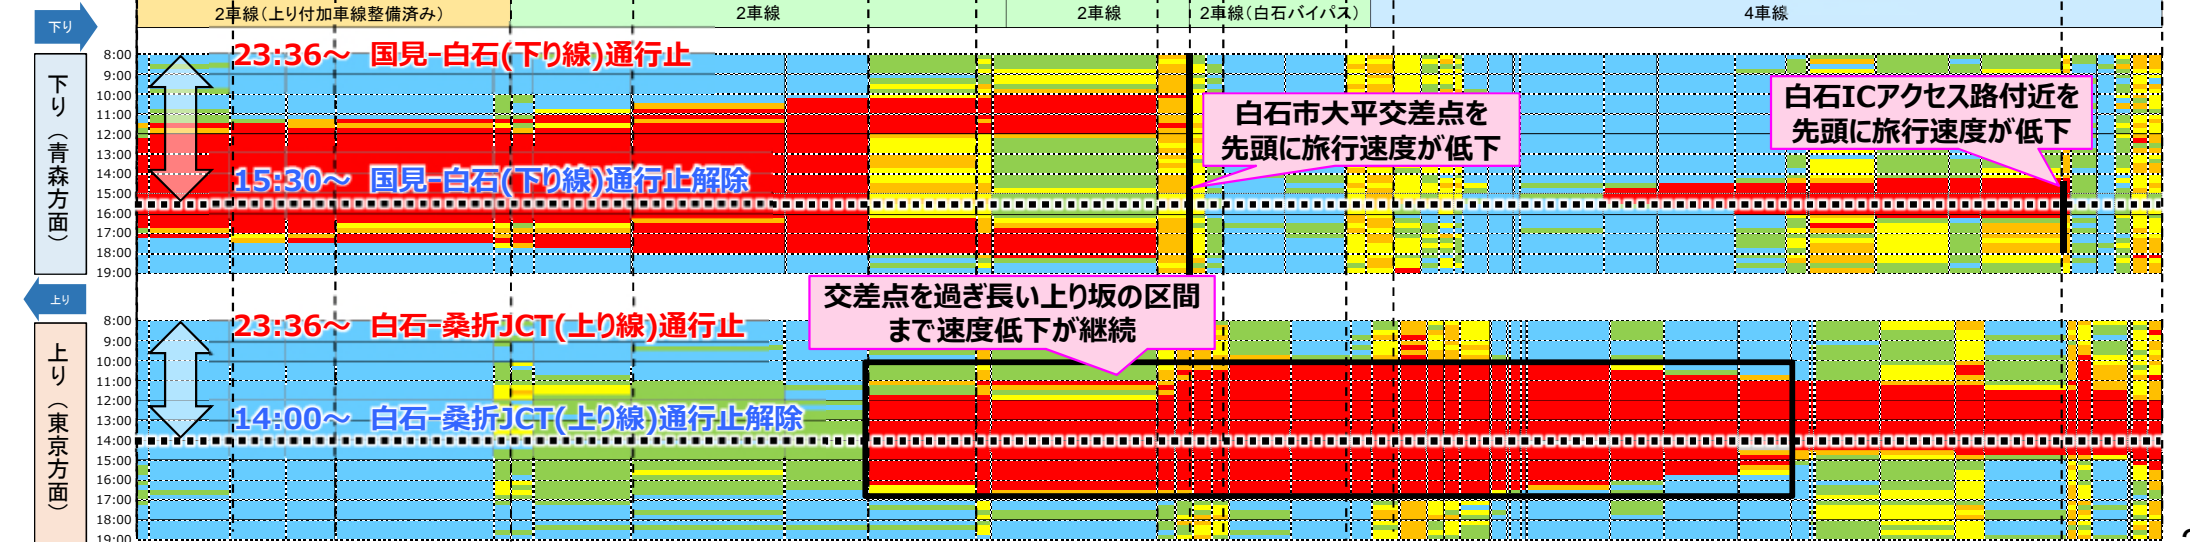 2車線(上り付加車線整備済み)
2車線
2車線
2車線(白石バイパス)
4車線
下り
下り(青森方面)
8:00
9:00
10:00
11:00
12:00
13:00
14:00
15:00
16:00
17:00
18:00
19:00
23:36～ 国見-白石(下り線)通行止
15:30～ 国見-白石(下り線)通行止解除
白石市大平交差点を
先頭に旅行速度が低下
白石ICアクセス路付近を
先頭に旅行速度が低下
上り
上り(東京方面)
8:00
9:00
10:00
11:00
12:00
13:00
14:00
15:00
16:00
17:00
18:00
19:00
23:36～ 白石-桑折JCT(上り線)通行止
14:00～ 白石-桑折JCT(上り線)通行止解除
交差点を過ぎ長い上り坂の区間
まで速度低下が継続